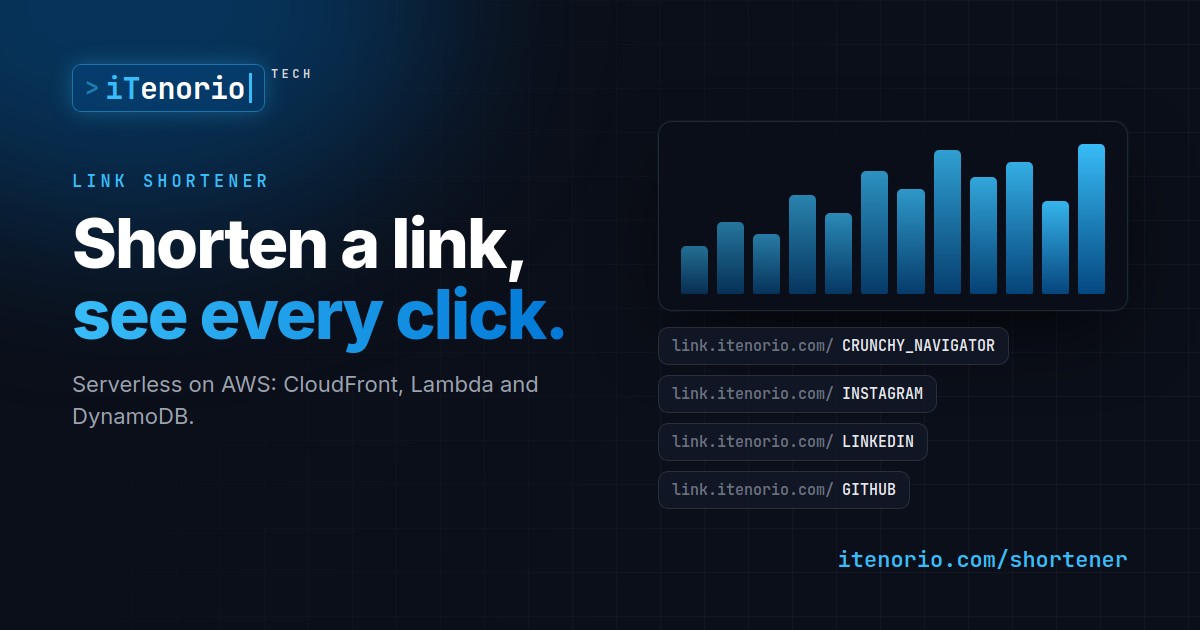 > iTenorio TECH
LINK SHORTENER
Shorten a link,
see every click.
Serverless on AWS: CloudFront, Lambda and
DynamoDB.
link.itenorio.com/ CRUNCHY_NAVIGATOR
link.itenorio.com/ INSTAGRAM
link.itenorio.com/ LINKEDIN
link.itenorio.com/ GITHUB
itenorio.com/shortener